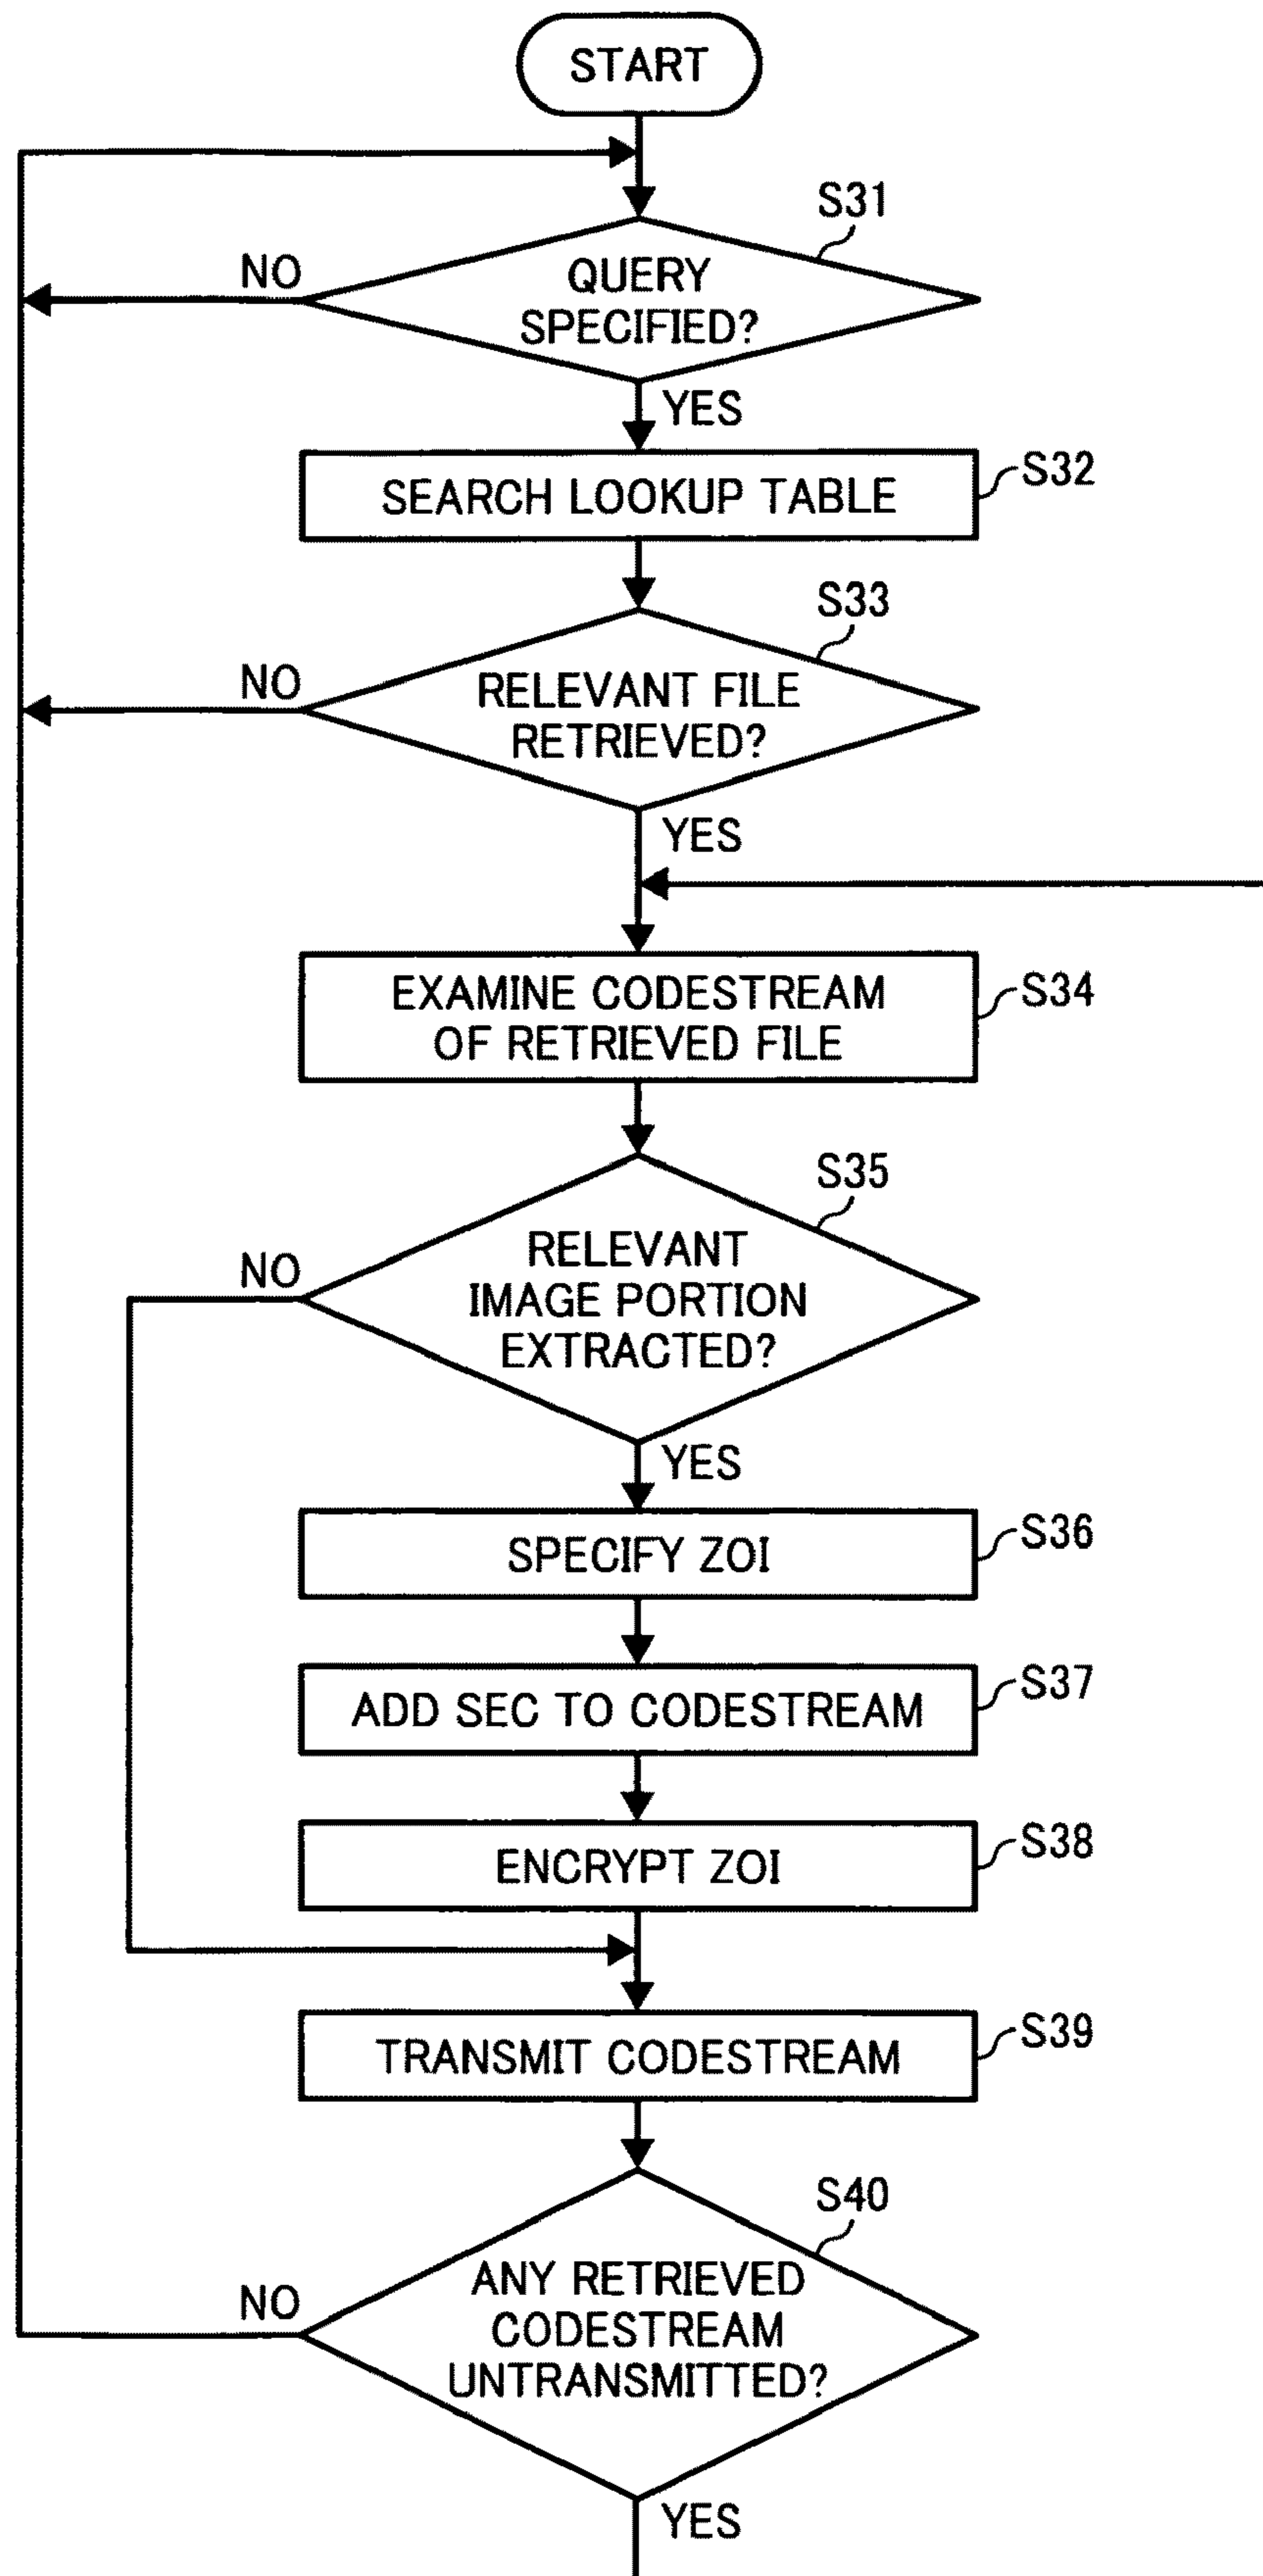 START
S31
NO
QUERY
SPECIFIED?
YES
S32
SEARCH LOOKUP TABLE
S33
NO
RELEVANT FILE
RETRIEVED?
YES
EXAMINE CODESTREAM
OF RETRIEVED FILE
S34
S35
NO
RELEVANT
IMAGE PORTION
EXTRACTED?
YES
SPECIFY ZOI
S36
ADD SEC TO CODESTREAM
S37
ENCRYPT ZOI
S38
TRANSMIT CODESTREAM
S39
S40
NO
ANY RETRIEVED
CODESTREAM
UNTRANSMITTED?
YES